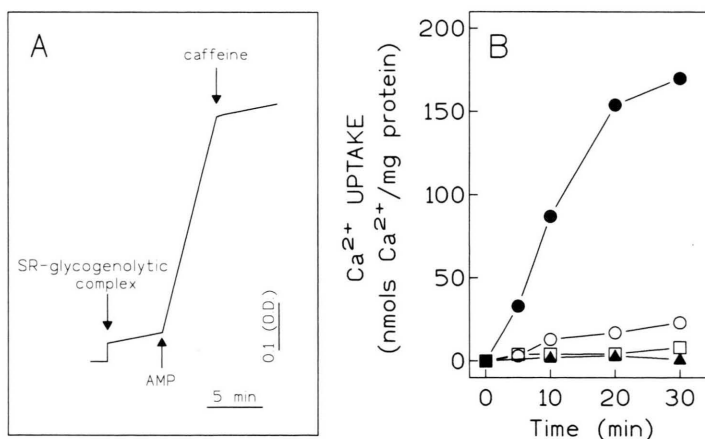 A
caffeine
SR-glycogenolytic
complex
AMP
0.1 (O.D.)
5 min
B
Ca²⁺ UPTAKE
(nmols Ca²⁺/mg protein)
200
150
100
50
0
0 10 20 30
Time (min)